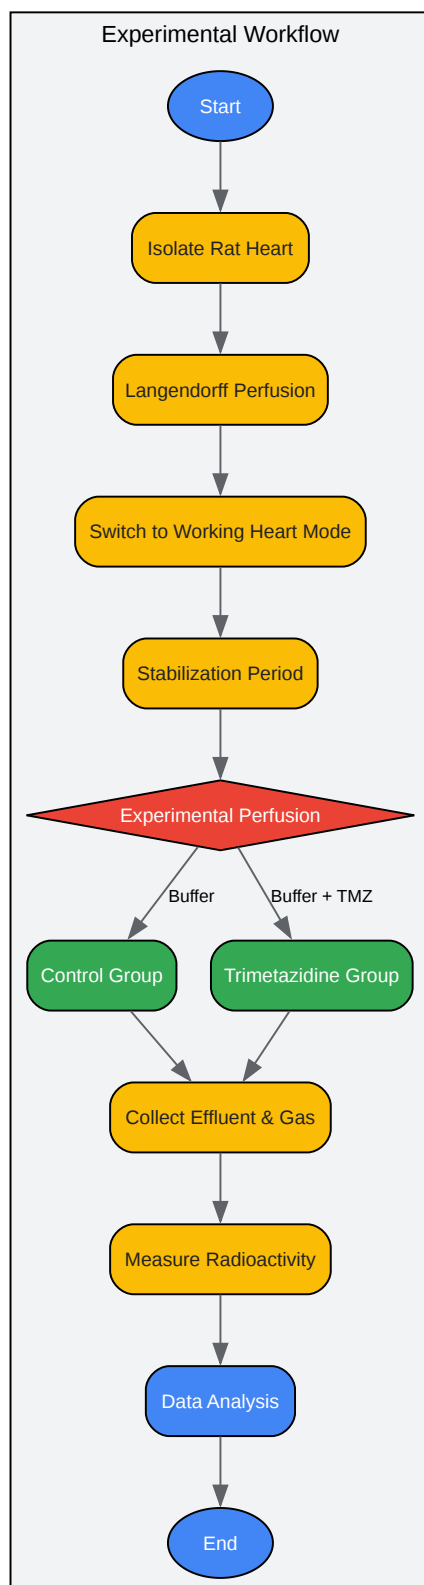 Experimental Workflow
Start
Isolate Rat Heart
Langendorff Perfusion
Switch to Working Heart Mode
Stabilization Period
Experimental Perfusion
Buffer
Buffer + TMZ
Control Group
Trimetazidine Group
Collect Effluent & Gas
Measure Radioactivity
Data Analysis
End